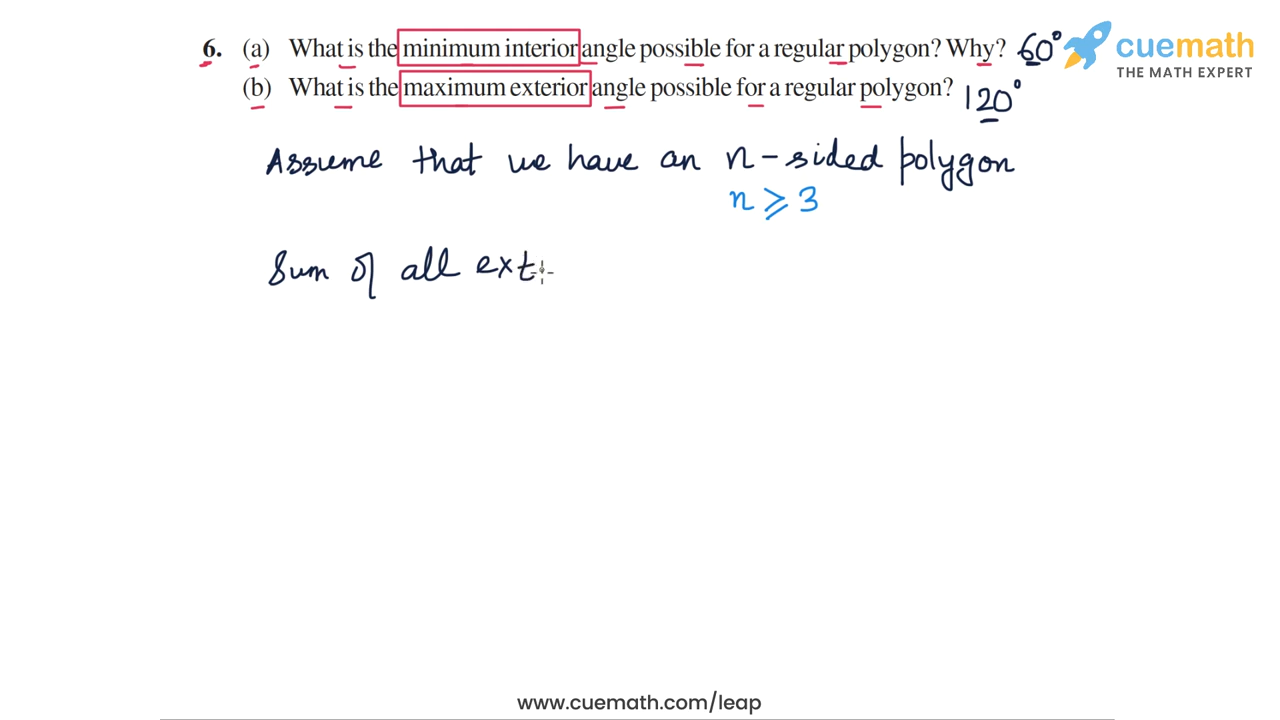 6. (a) What is the minimum interior angle possible for a regular polygon? Why? 60°
(b) What is the maximum exterior angle possible for a regular polygon? 120°
cuemath
THE MATH EXPERT
Assume that we have an n-sided polygon
n ⩾ 3
Sum of all ext
www.cuemath.com/leap